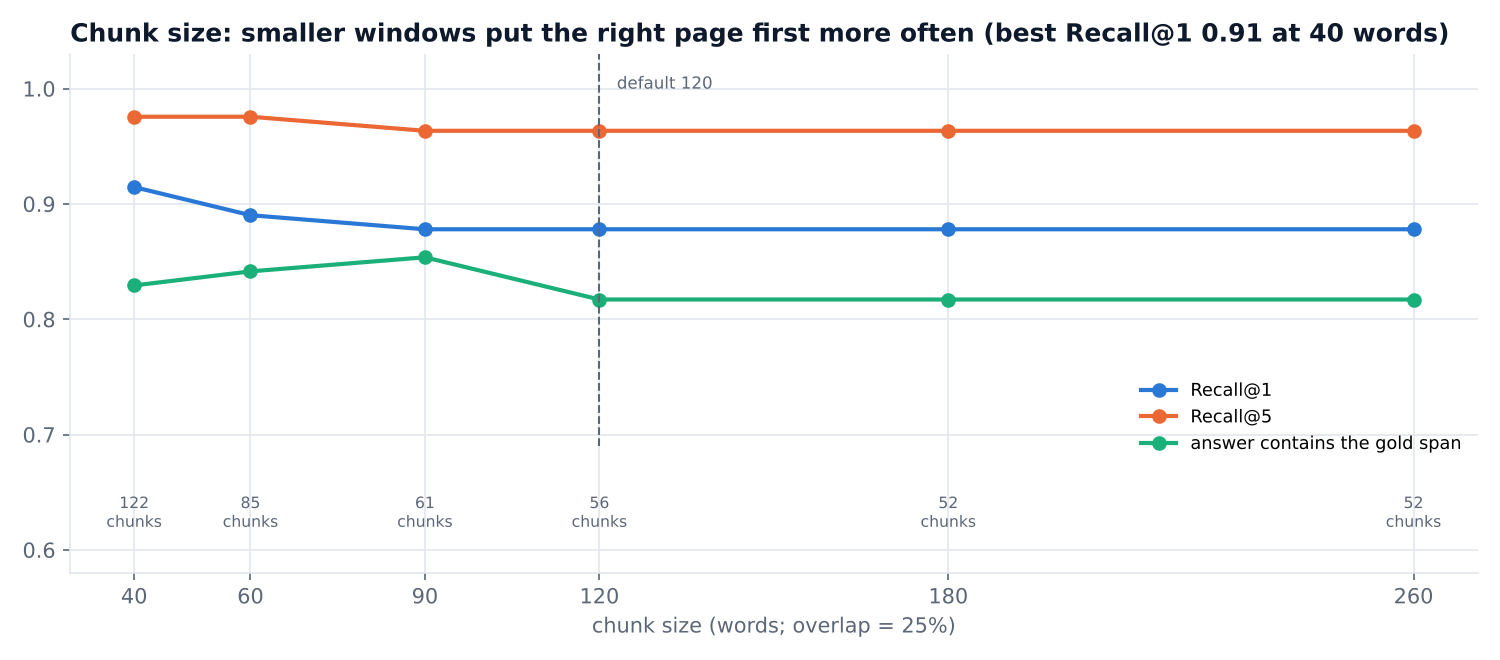 Chunk size: smaller windows put the right page first more often (best Recall@1 0.91 at 40 words)
default 120
1.0
0.9
0.8
0.7
0.6
Recall@1
Recall@5
answer contains the gold span
122
chunks
85
chunks
61
chunks
56
chunks
52
chunks
52
chunks
40
60
90
120
180
260
chunk size (words; overlap = 25%)